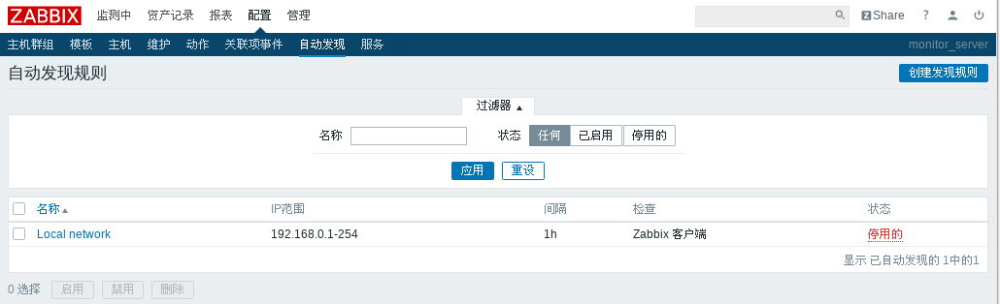 ZABBIX 监测中 资产记录 报表 配置 管理 Z Share ?
主机群组 模板 主机 维护 动作 关联项事件 自动发现 服务 monitor_server
自动发现规则 创建发现规则
过滤器 ▲
名称 状态 任何 已启用 停用的
应用 重设
名称 ▲ IP范围 间隔 检查 状态
Local network 192.168.0.1-254 1h Zabbix 客户端 停用的
显示 已自动发现的 1中的1
0 选择 启用 禁用 删除